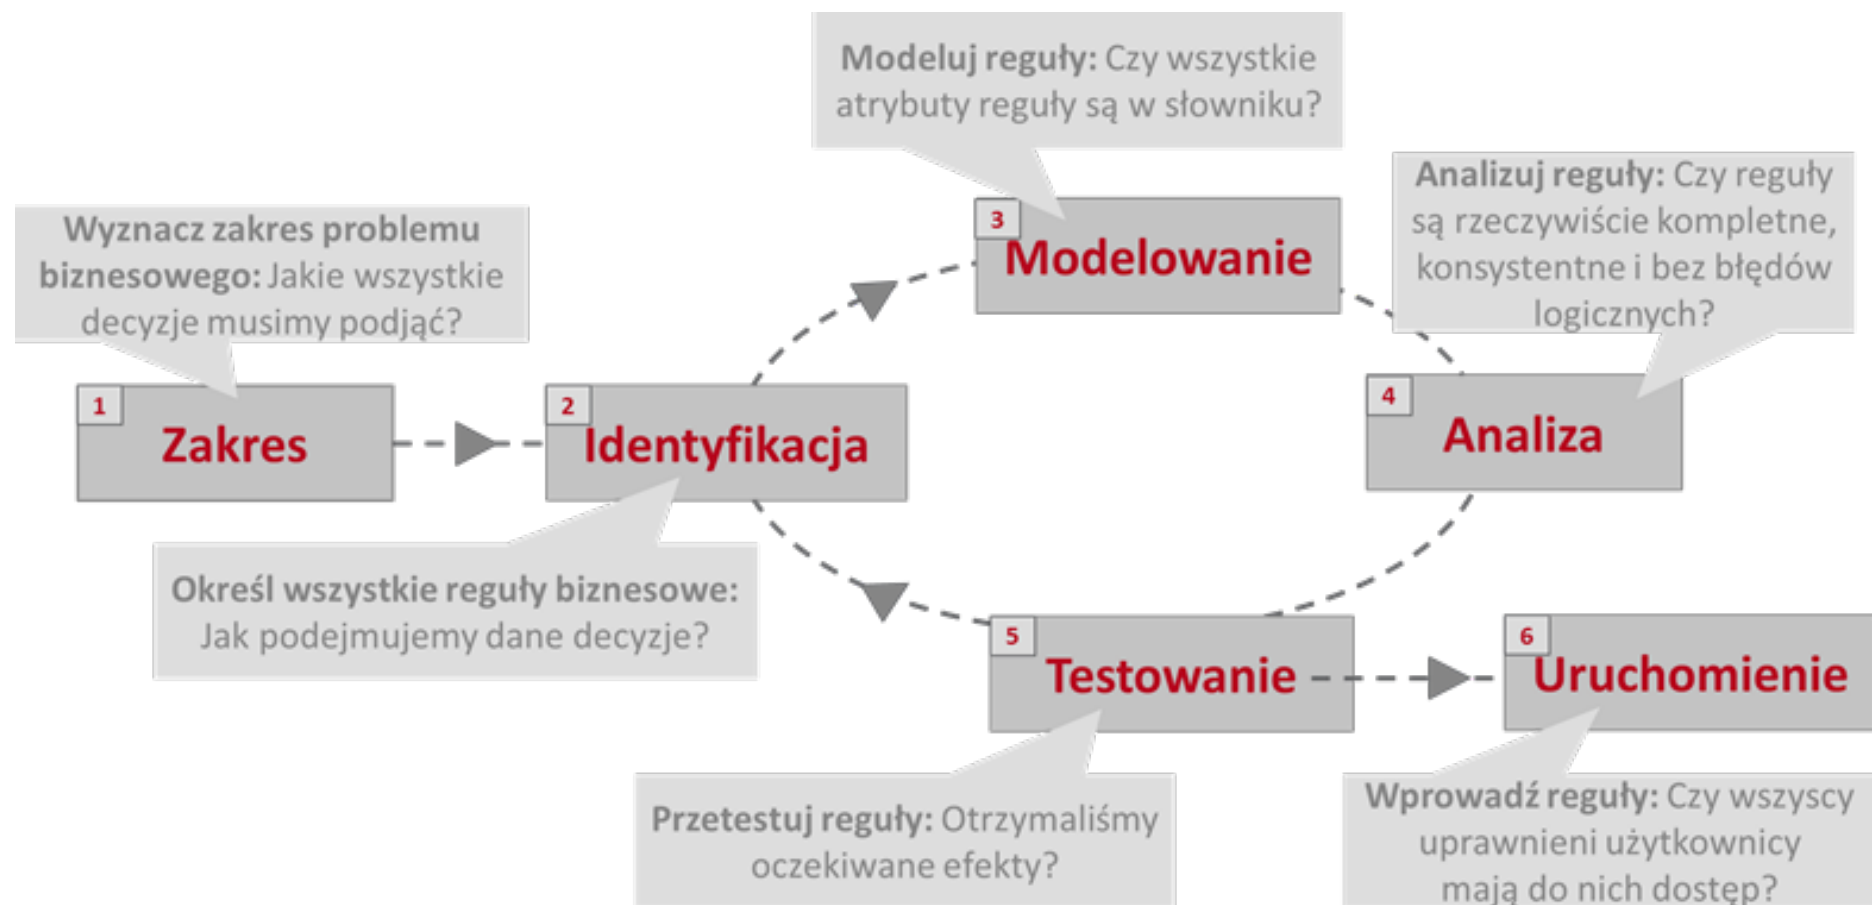 Modeluj reguły: Czy wszystkie
atrybuty reguły są w słowniku?
Analizuj reguły: Czy reguły
są rzeczywiście kompletne,
konsystentne i bez błędów
logicznych?
Wyznacz zakres problemu
biznesowego: Jakie wszystkie
decyzje musimy podjąć?
3
Modelowanie
1
Zakres
2
Identyfikacja
4
Analiza
Określ wszystkie reguły biznesowe:
Jak podejmujemy dane decyzje?
5
Testowanie
6
Uruchomienie
Przetestuj reguły: Otrzymaliśmy
oczekiwane efekty?
Wprowadź reguły: Czy wszyscy
uprawnieni użytkownicy
mają do nich dostęp?